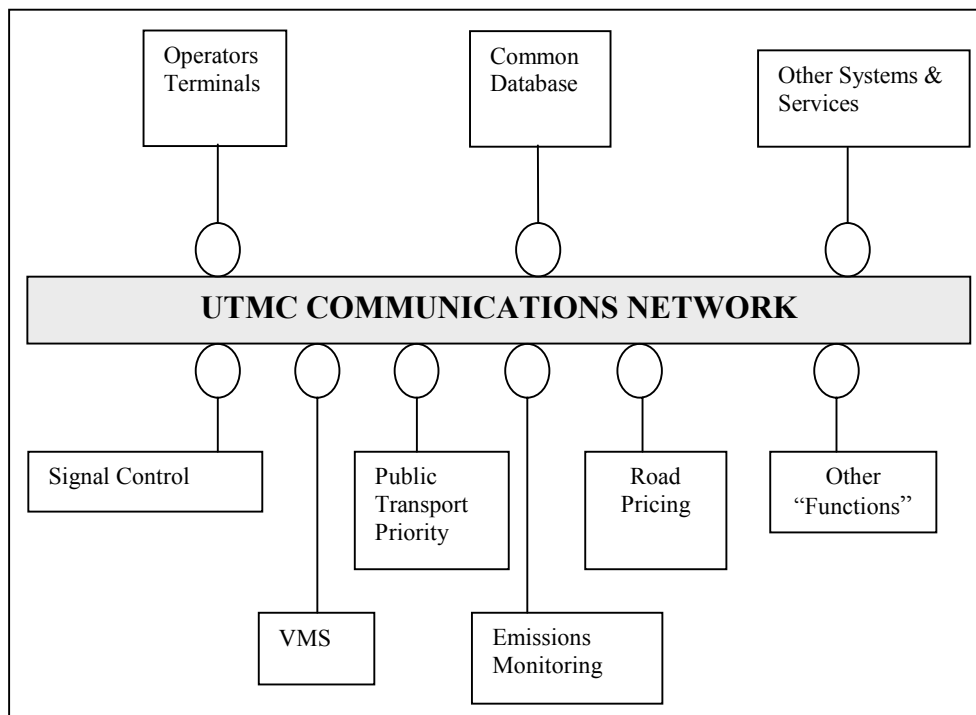 Operators
Terminals
Common
Database
Other Systems &
Services
UTMC COMMUNICATIONS NETWORK
Signal Control
Public
Transport
Priority
Road
Pricing
Other
“Functions”
VMS
Emissions
Monitoring